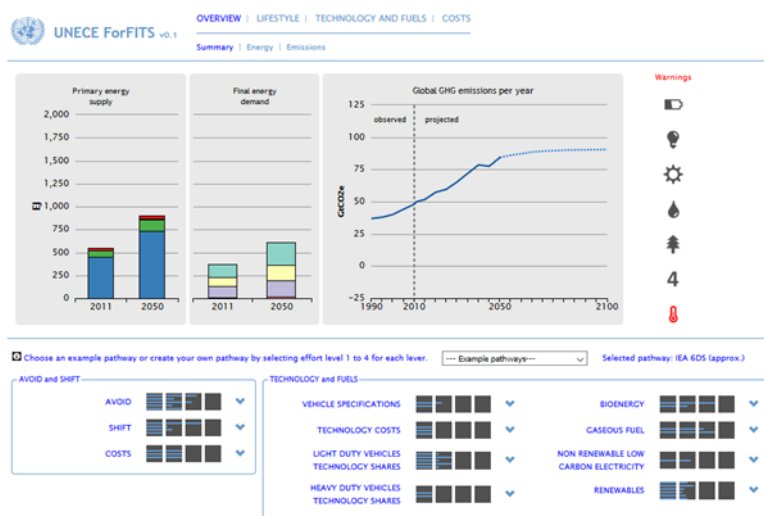 UNECE ForFITS v0.1
OVERVIEW | LIFESTYLE | TECHNOLOGY AND FUELS | COSTS
Summary | Energy | Emissions
Primary energy
supply
2,000
1,750
1,500
1,250
1,000
750
500
250
0
EJ
2011 2050
Final energy
demand
2011 2050
Global GHG emissions per year
observed projected
125
100
75
50
25
0
-25
GtCO2e
1990 2010 2050 2100
Warnings
4
Choose an example pathway or create your own pathway by selecting effort level 1 to 4 for each lever.
--- Example pathways---
Selected pathway: IEA 6DS (approx.)
AVOID and SHIFT
AVOID
SHIFT
COSTS
TECHNOLOGY and FUELS
VEHICLE SPECIFICATIONS
TECHNOLOGY COSTS
LIGHT DUTY VEHICLES
TECHNOLOGY SHARES
HEAVY DUTY VEHICLES
TECHNOLOGY SHARES
BIOENERGY
GASEOUS FUEL
NON RENEWABLE LOW
CARBON ELECTRICITY
RENEWABLES